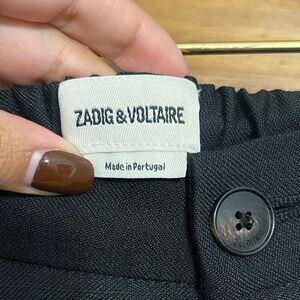 ZADIG & VOLTAIRE
Made in Portugal